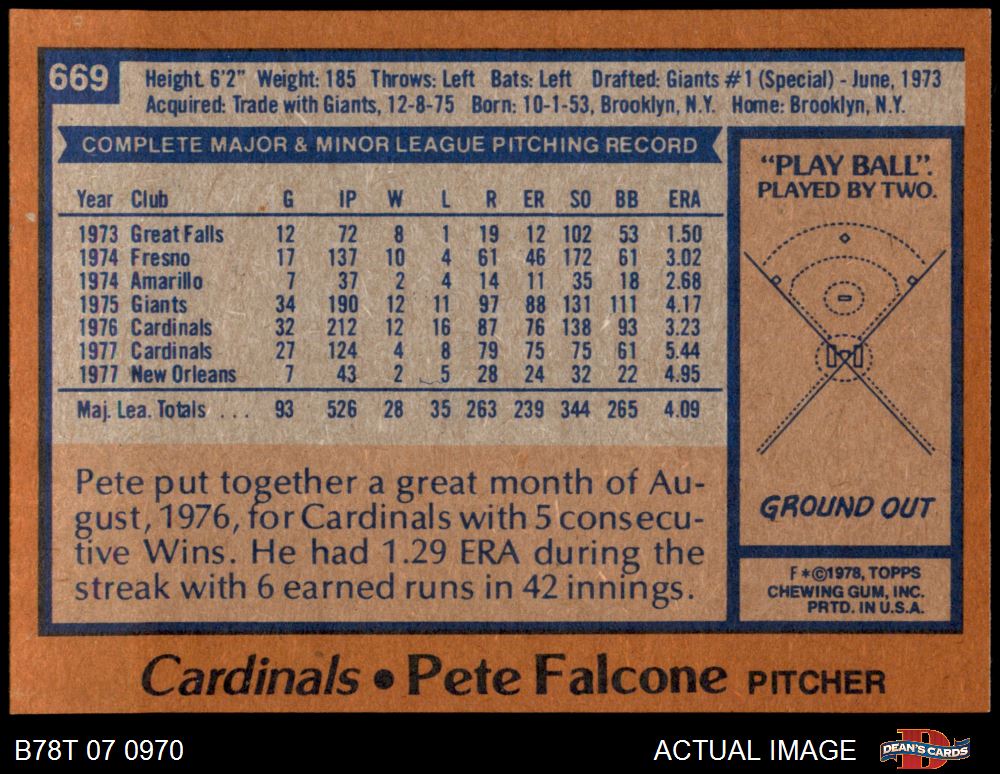 669
Height 6'2" Weight: 185 Throws: Left Bats: Left Drafted: Giants #1 (Special) - June, 1973
Acquired: Trade with Giants, 12-8-75 Born: 10-1-53, Brooklyn, N.Y. Home: Brooklyn, N.Y.
COMPLETE MAJOR & MINOR LEAGUE PITCHING RECORD
Year Club G IP W L R ER SO BB ERA
1973 Great Falls 12 72 8 1 19 12 102 53 1.50
1974 Fresno 17 137 10 4 61 46 172 61 3.02
1974 Amarillo 7 37 2 4 14 11 35 18 2.68
1975 Giants 34 190 12 11 97 88 131 111 4.17
1976 Cardinals 32 212 12 16 87 76 138 93 3.23
1977 Cardinals 27 124 4 8 79 75 75 61 5.44
1977 New Orleans 7 43 2 5 28 24 32 22 4.95
Maj. Lea. Totals ... 93 526 28 35 263 239 344 265 4.09
Pete put together a great month of Au-
gust, 1976, for Cardinals with 5 consecu-
tive Wins. He had 1.29 ERA during the
streak with 6 earned runs in 42 innings.
"PLAY BALL".
PLAYED BY TWO.
GROUND OUT
F*©1978, TOPPS
CHEWING GUM, INC.
PRTD. IN U.S.A.
Cardinals • Pete Falcone PITCHER
B78T 07 0970
ACTUAL IMAGE
DEAN'S CARDS